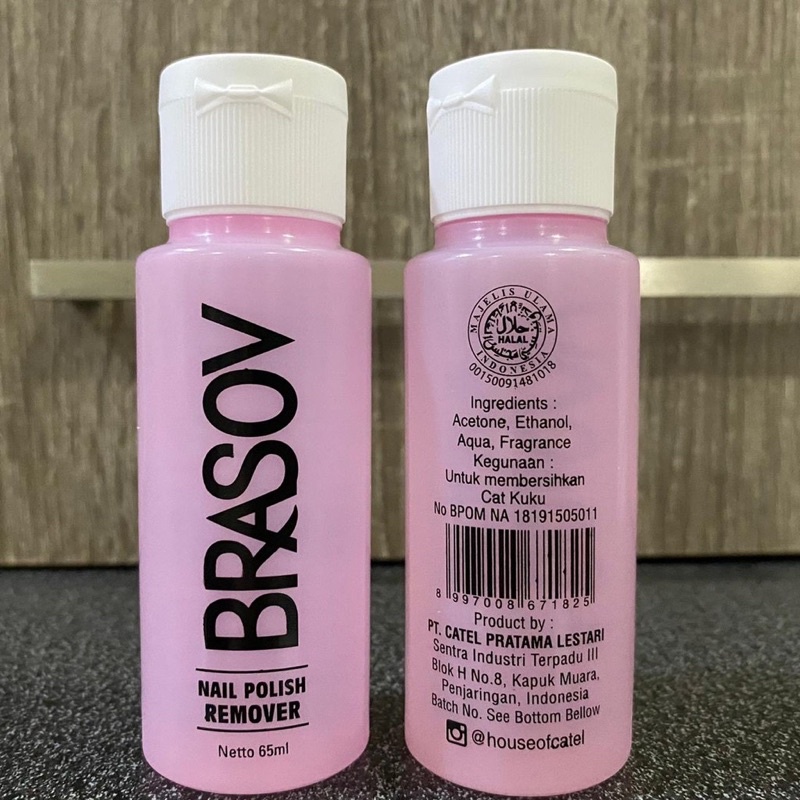 BRASOV
NAIL POLISH
REMOVER
Netto 65ml
MAJELIS ULAMA
حلال
HALAL
INDONESIA
00150091481018
Ingredients :
Acetone, Ethanol,
Aqua, Fragrance
Kegunaan :
Untuk membersihkan
Cat Kuku
No BPOM NA 18191505011
8 997008 671825
Product by :
PT. CATEL PRATAMA LESTARI
Sentra Industri Terpadu III
Blok H No.8, Kapuk Muara,
Penjaringan, Indonesia
Batch No. See Bottom Bellow
@houseofcatel